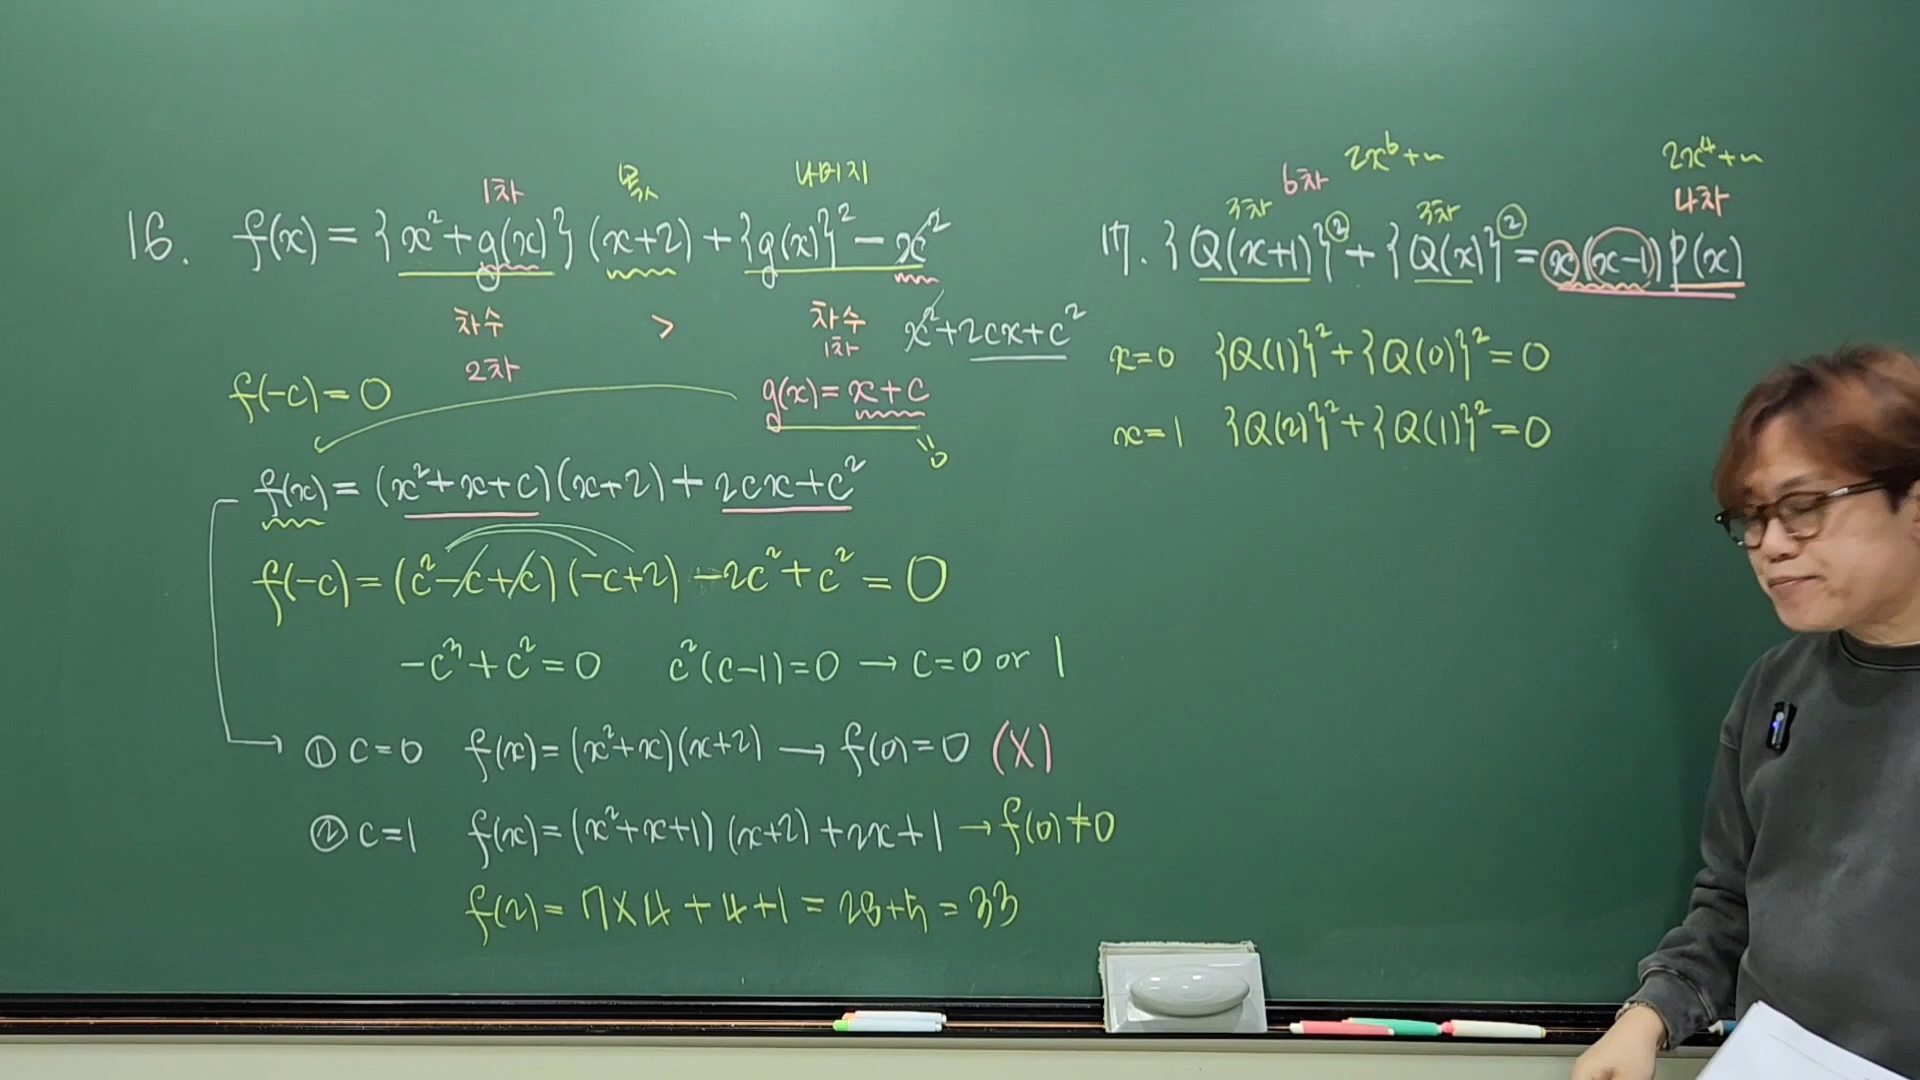 1차 몫 나머지
16. f(x) = {x²+g(x)}(x+2)+{g(x)}²-x²
차수 > 차수 x²+2cx+c²
2차 1차
f(-c)=0 g(x)=x+c
"0
f(x) = (x²+x+c)(x+2)+2cx+c²
f(-c) = (c²-c+c)(-c+2) -2c²+c² = 0
-c³+c²=0 c²(c-1)=0 → c=0 or 1
① c=0 f(x)=(x²+x)(x+2) → f(0)=0 (X)
② c=1 f(x)=(x²+x+1)(x+2)+2x+1 → f(0)≠0
f(2)= 7×4+4+1 = 28+5 = 33
6차 2x⁶+~ 2x⁴+~
3차 3차 4차
17. {Q(x+1)}²+{Q(x)}²=x(x-1)P(x)
x=0 {Q(1)}²+{Q(0)}²=0
x=1 {Q(2)}²+{Q(1)}²=0